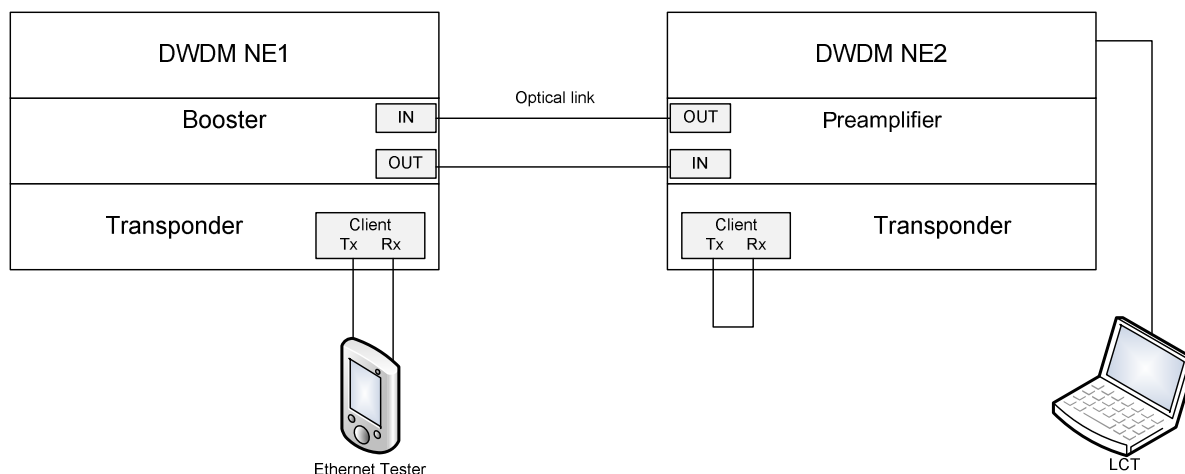 DWDM NE1
DWDM NE2
Optical link
Booster
IN
OUT
Preamplifier
OUT
IN
Transponder
Client
Tx Rx
Client
Tx Rx
Transponder
Ethernet Tester
LCT